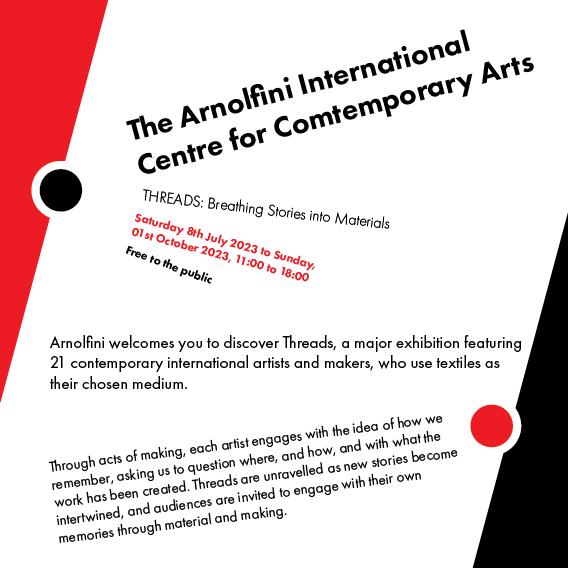 The Arnolfini International
Centre for Comtemporary Arts
THREADS: Breathing Stories into Materials
Saturday 8th July 2023 to Sunday,
01st October 2023, 11:00 to 18:00
Free to the public
Arnolfini welcomes you to discover Threads, a major exhibition featuring
21 contemporary international artists and makers, who use textiles as
their chosen medium.
Through acts of making, each artist engages with the idea of how we
remember, asking us to question where, and how, and with what the
work has been created. Threads are unravelled as new stories become
intertwined, and audiences are invited to engage with their own
memories through material and making.